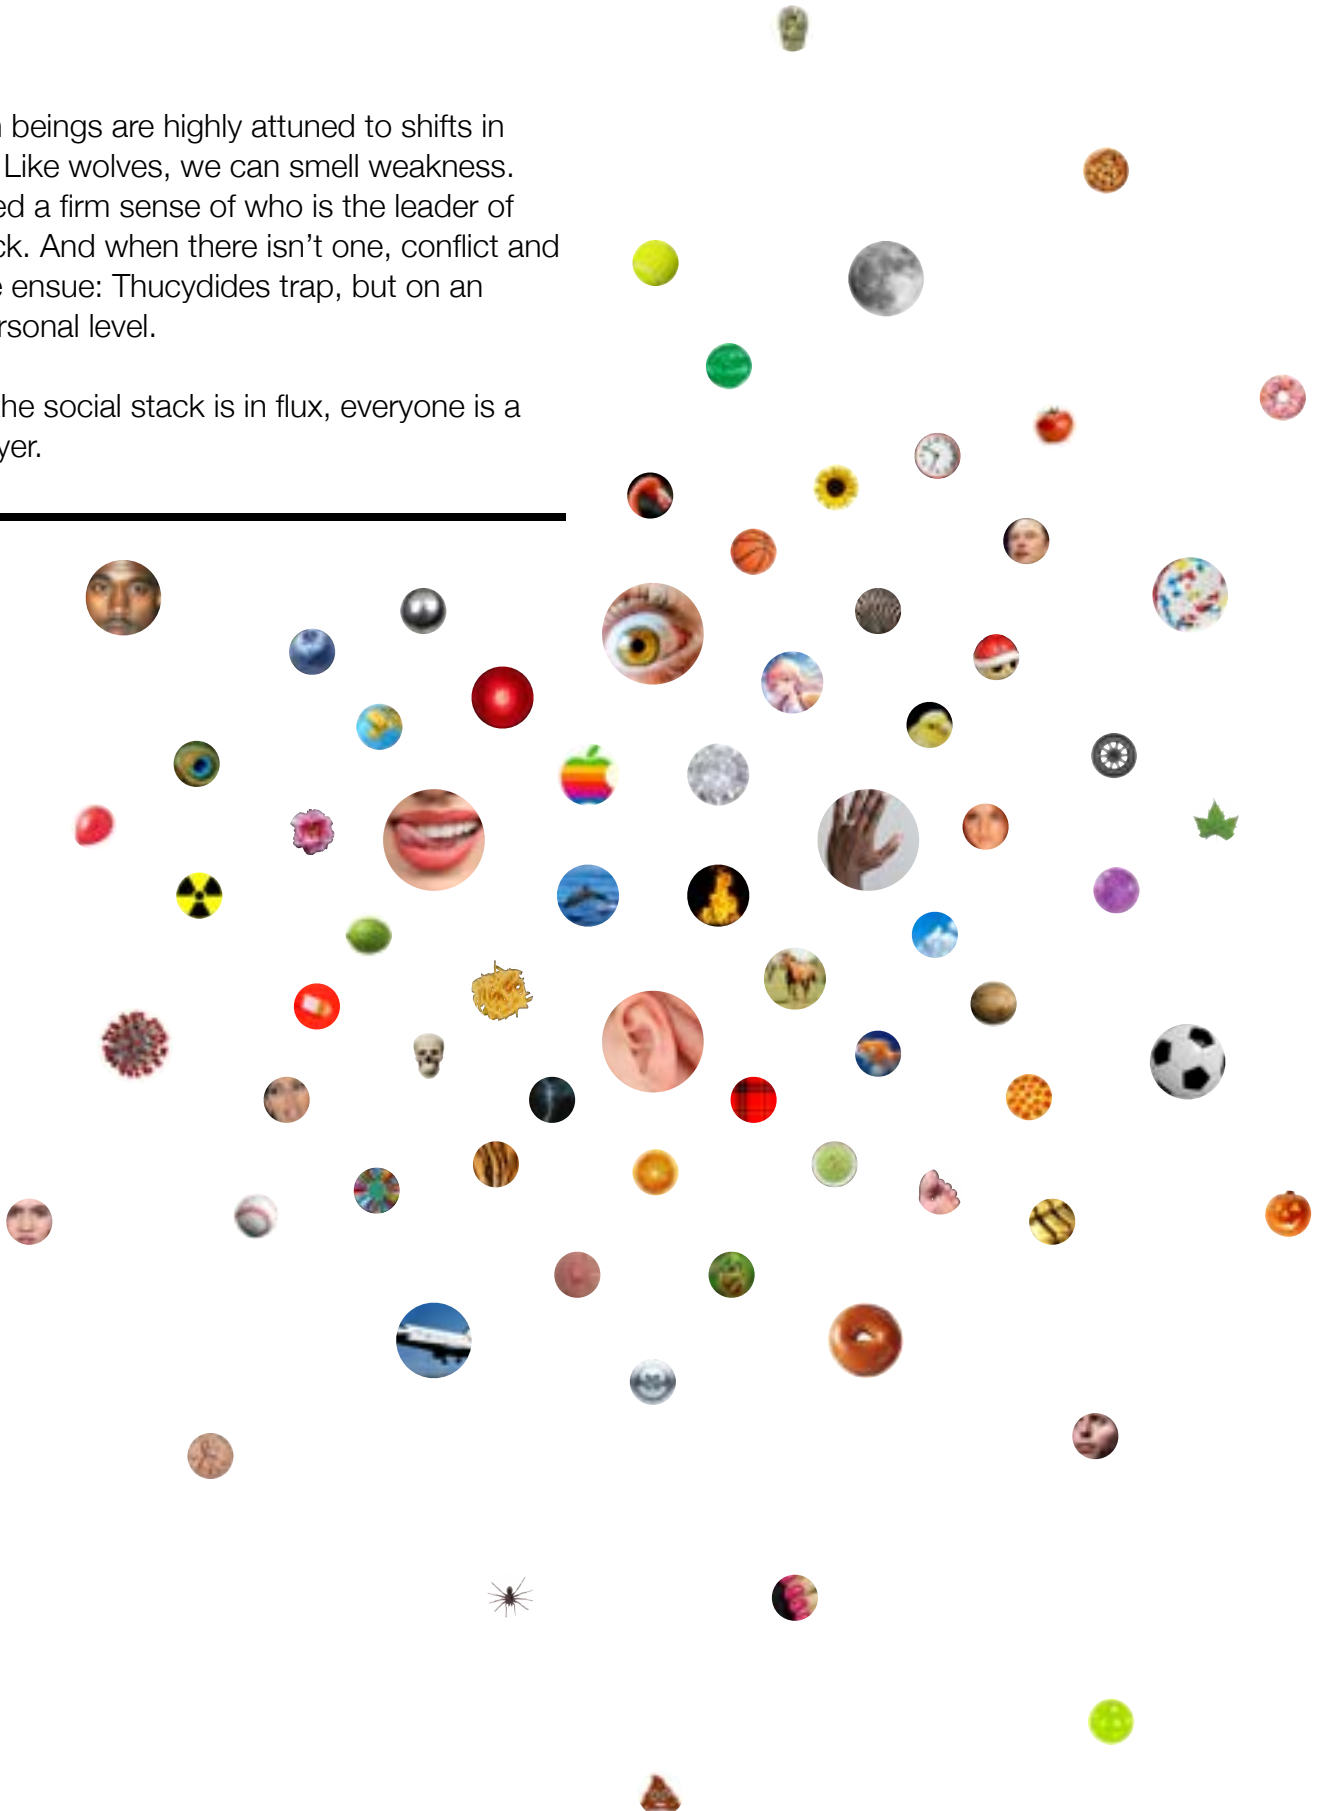 beings are highly attuned to shifts in
Like wolves, we can smell weakness.
ed a firm sense of who is the leader of
ck. And when there isn’t one, conflict and
e ensue: Thucydides trap, but on an
rsonal level.
he social stack is in flux, everyone is a
yer.